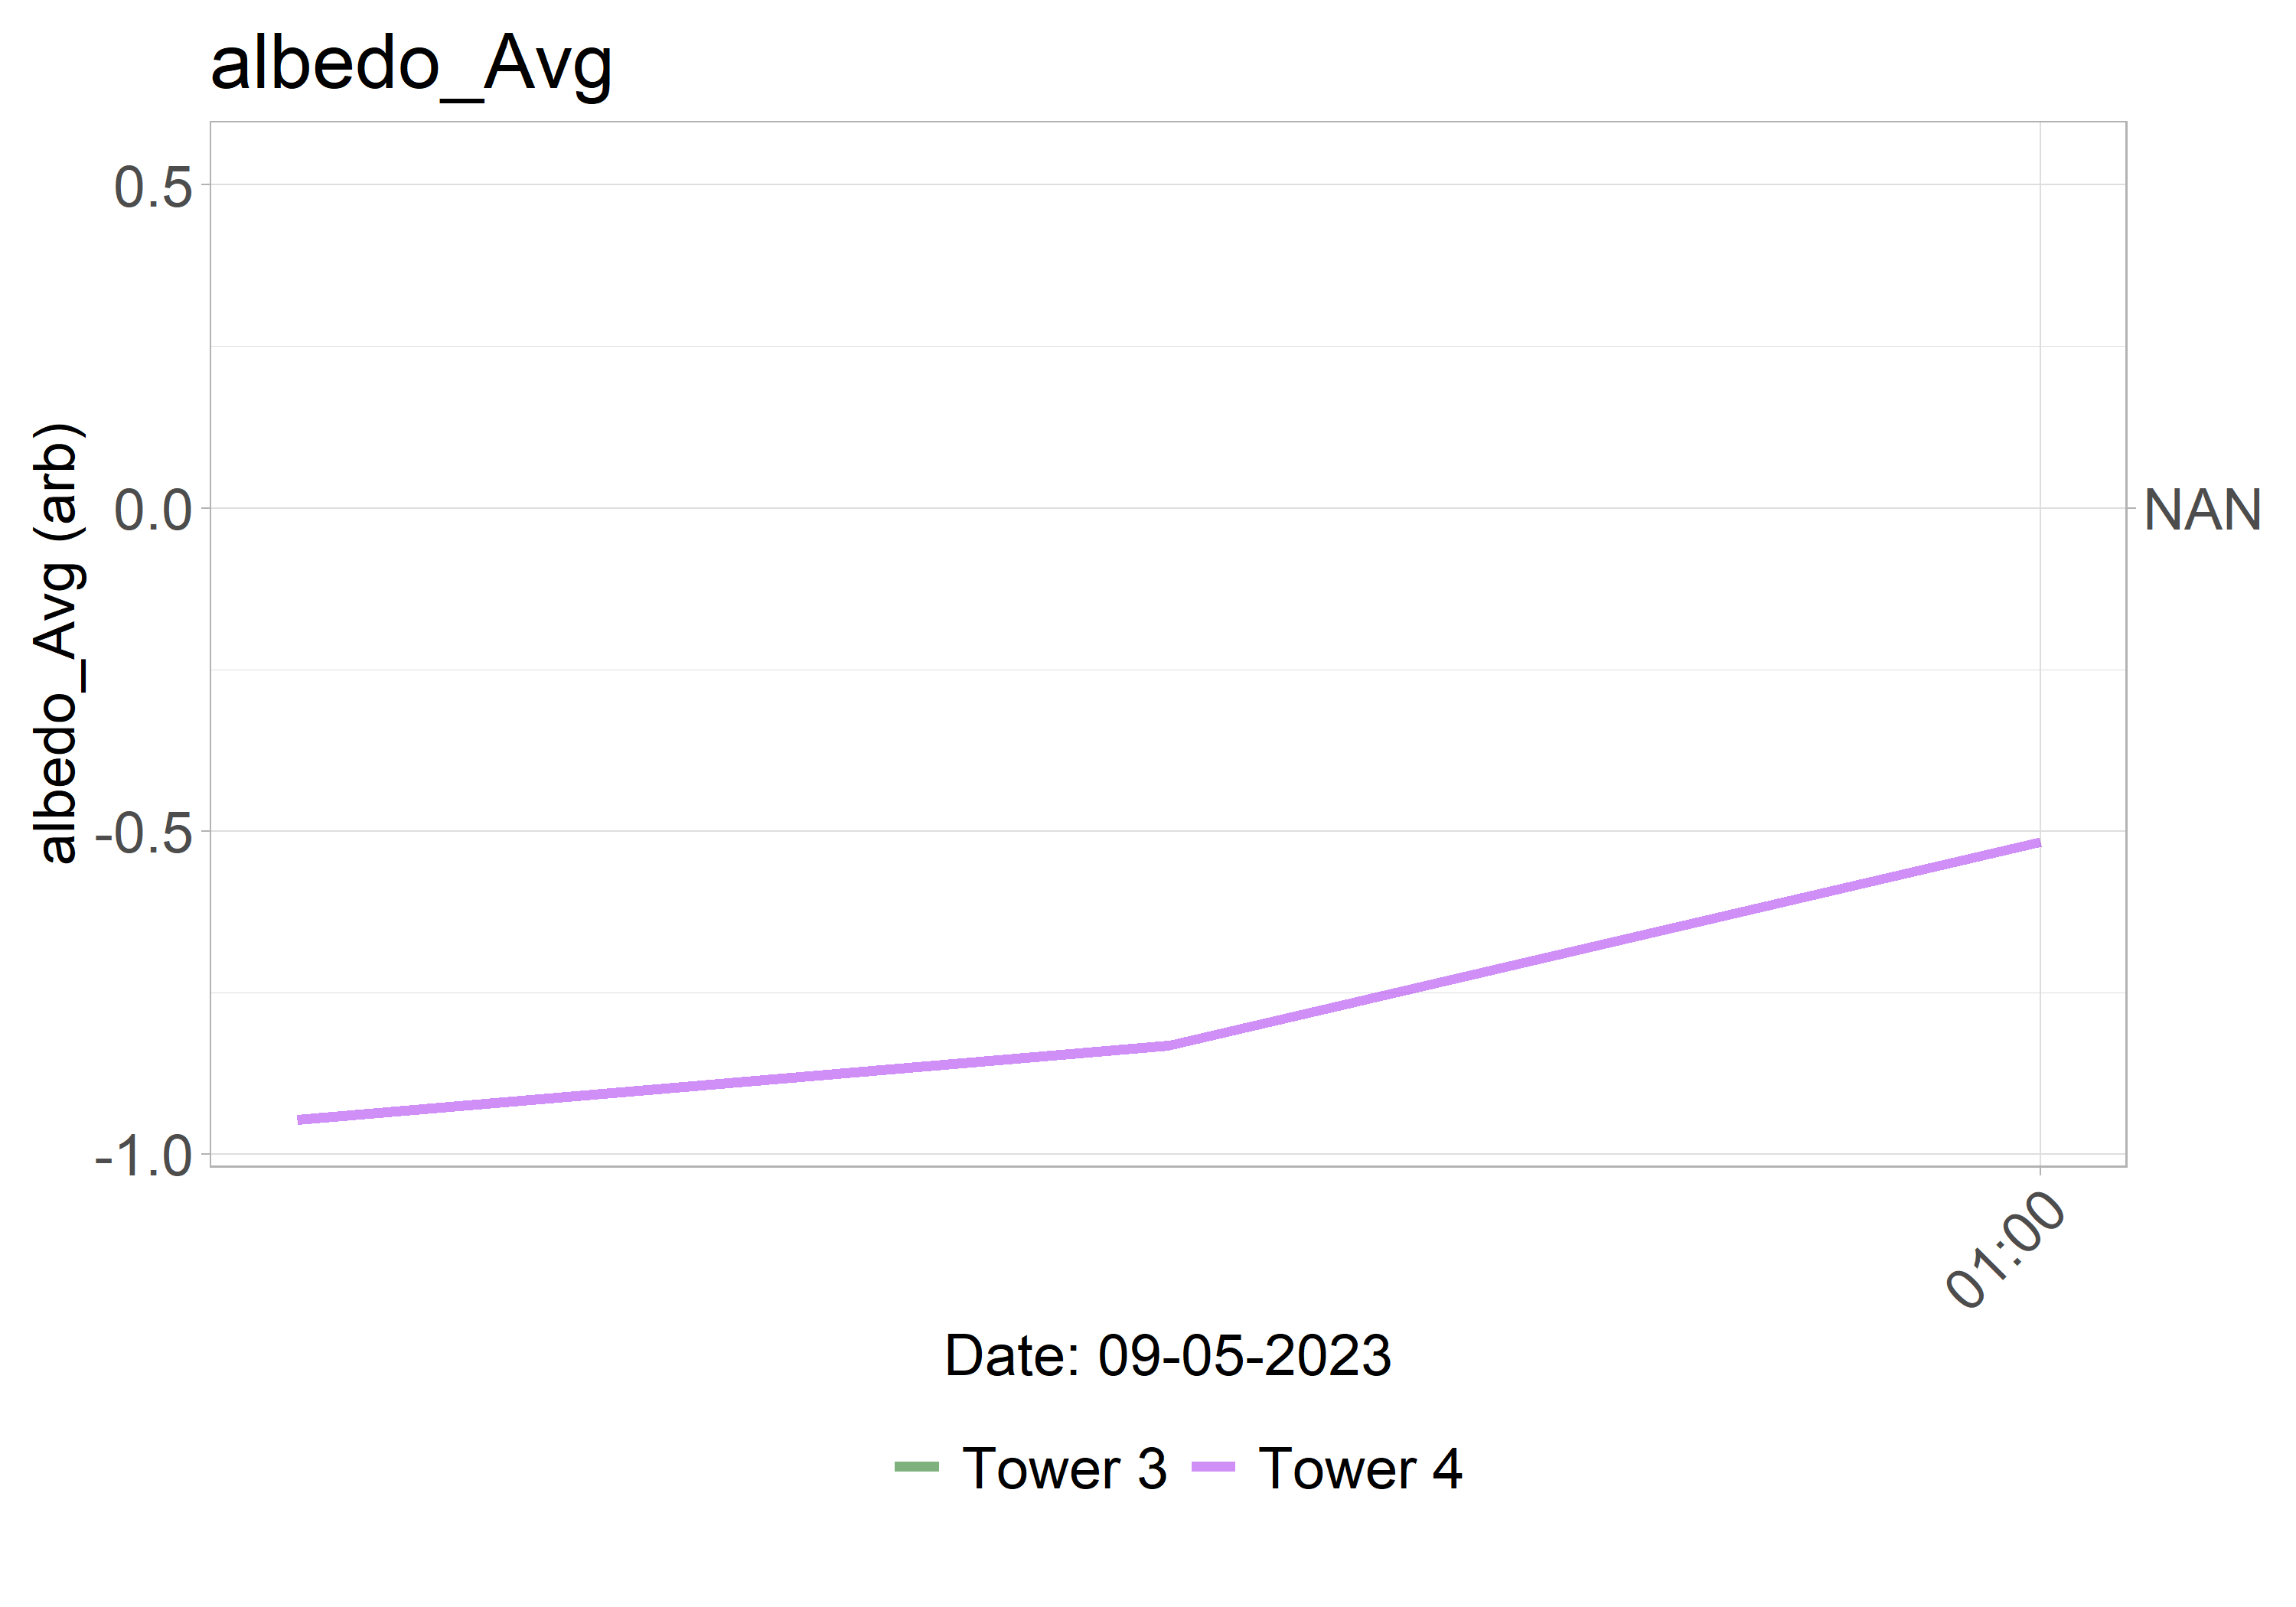 albedo_Avg
albedo_Avg (arb)
0.5
0.0
-0.5
-1.0
NAN
01:00
Date: 09-05-2023
Tower 3 Tower 4